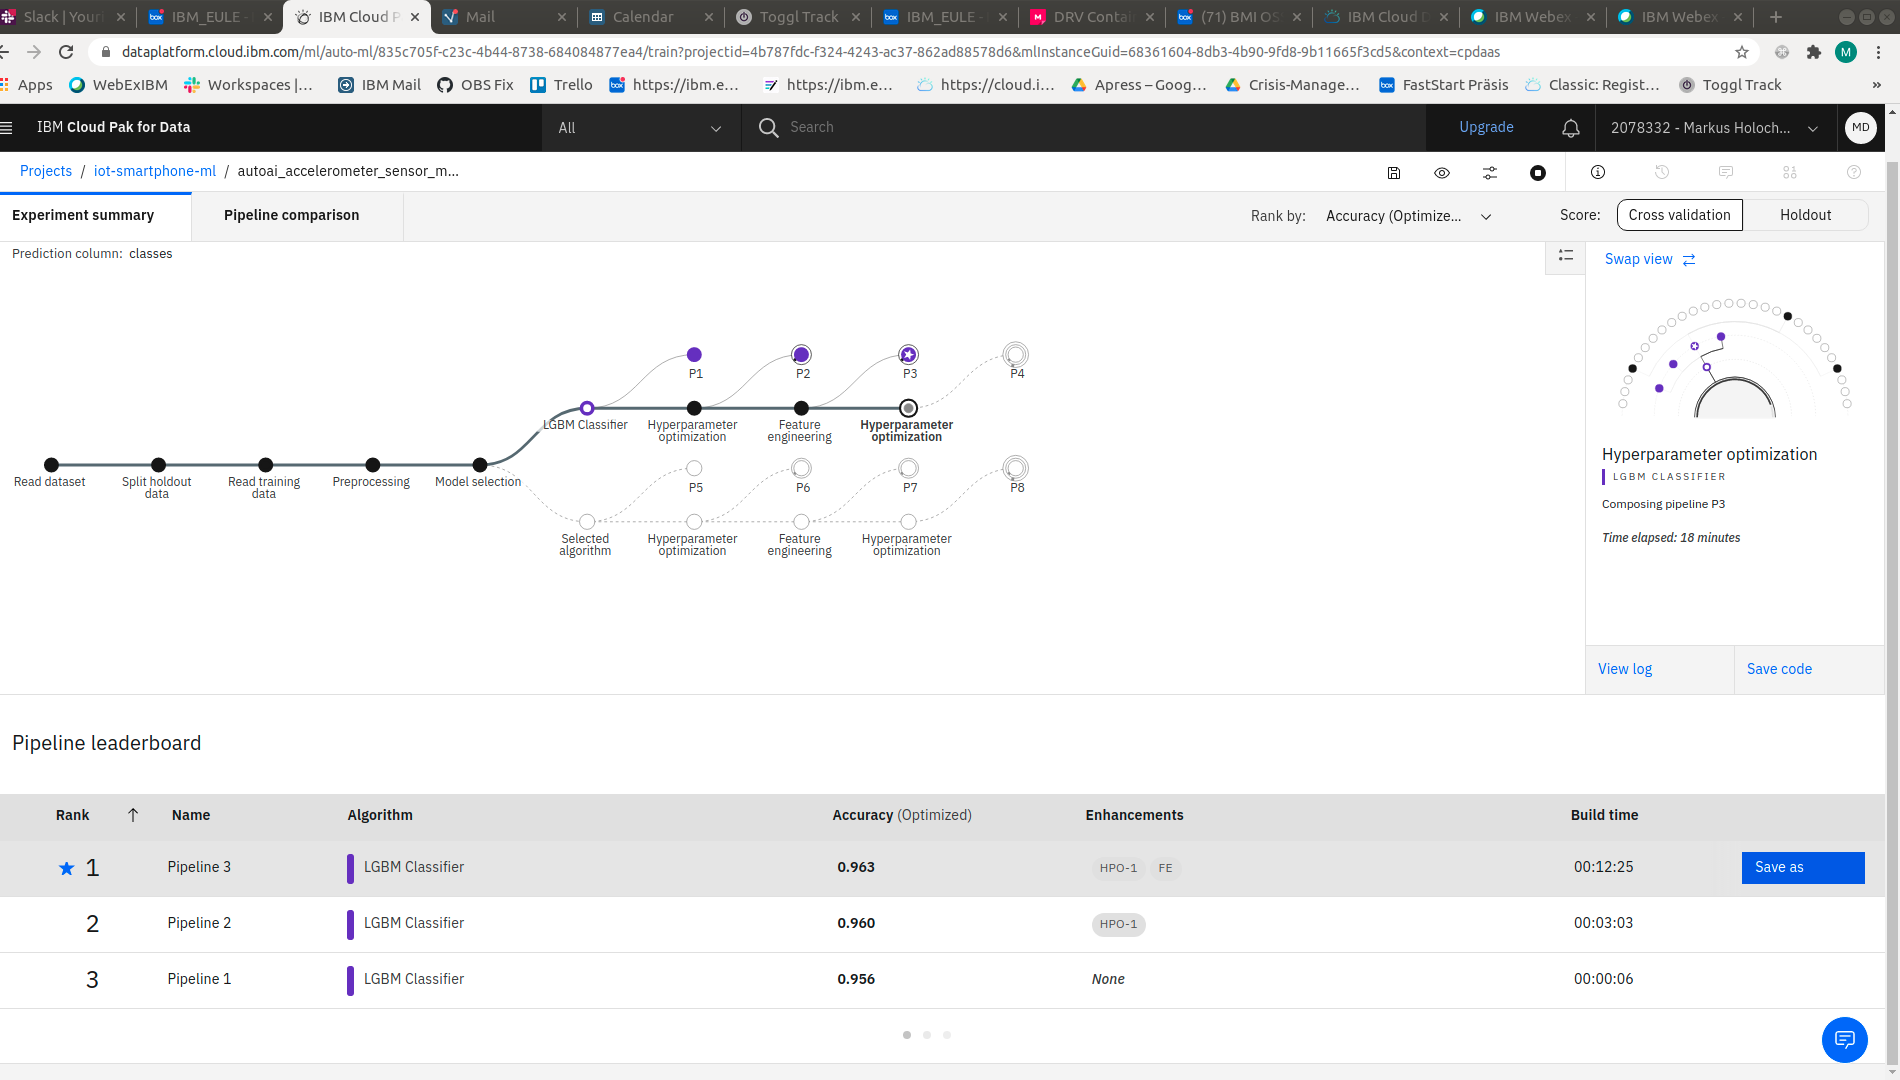 Slack | Youri
IBM_EULE -
IBM Cloud P
Mail
Calendar
Toggl Track
IBM_EULE -
DRV Contai
(71) BMI OS
IBM Cloud D
IBM Webex
IBM Webex
dataplatform.cloud.ibm.com/ml/auto-ml/835c705f-c23c-4b44-8738-684084877ea4/train?projectid=4b787fdc-f324-4243-ac37-862ad88578d6&mlInstanceGuid=68361604-8db3-4b90-9fd8-9b11665f3cd5&context=cpdaas
M
Apps
WebExIBM
Workspaces |...
IBM Mail
OBS Fix
Trello
https://ibm.e...
https://ibm.e...
https://cloud.i...
Apress – Goog...
Crisis-Manage...
FastStart Präsis
Classic: Regist...
Toggl Track
»
IBM Cloud Pak for Data
All
Search
Upgrade
2078332 - Markus Holoch...
MD
Projects / iot-smartphone-ml / autoai_accelerometer_sensor_m...
Experiment summary
Pipeline comparison
Rank by: Accuracy (Optimize...
Score: Cross validation Holdout
Prediction column: classes
Swap view
P1
P2
P3
P4
LGBM Classifier
Hyperparameter
optimization
Feature
engineering
Hyperparameter
optimization
Read dataset
Split holdout
data
Read training
data
Preprocessing
Model selection
P5
P6
P7
P8
Selected
algorithm
Hyperparameter
optimization
Feature
engineering
Hyperparameter
optimization
Hyperparameter optimization
LGBM CLASSIFIER
Composing pipeline P3
Time elapsed: 18 minutes
View log
Save code
Pipeline leaderboard
Rank Name Algorithm Accuracy (Optimized) Enhancements Build time
1 Pipeline 3 LGBM Classifier 0.963 HPO-1 FE 00:12:25 Save as
2 Pipeline 2 LGBM Classifier 0.960 HPO-1 00:03:03
3 Pipeline 1 LGBM Classifier 0.956 None 00:00:06